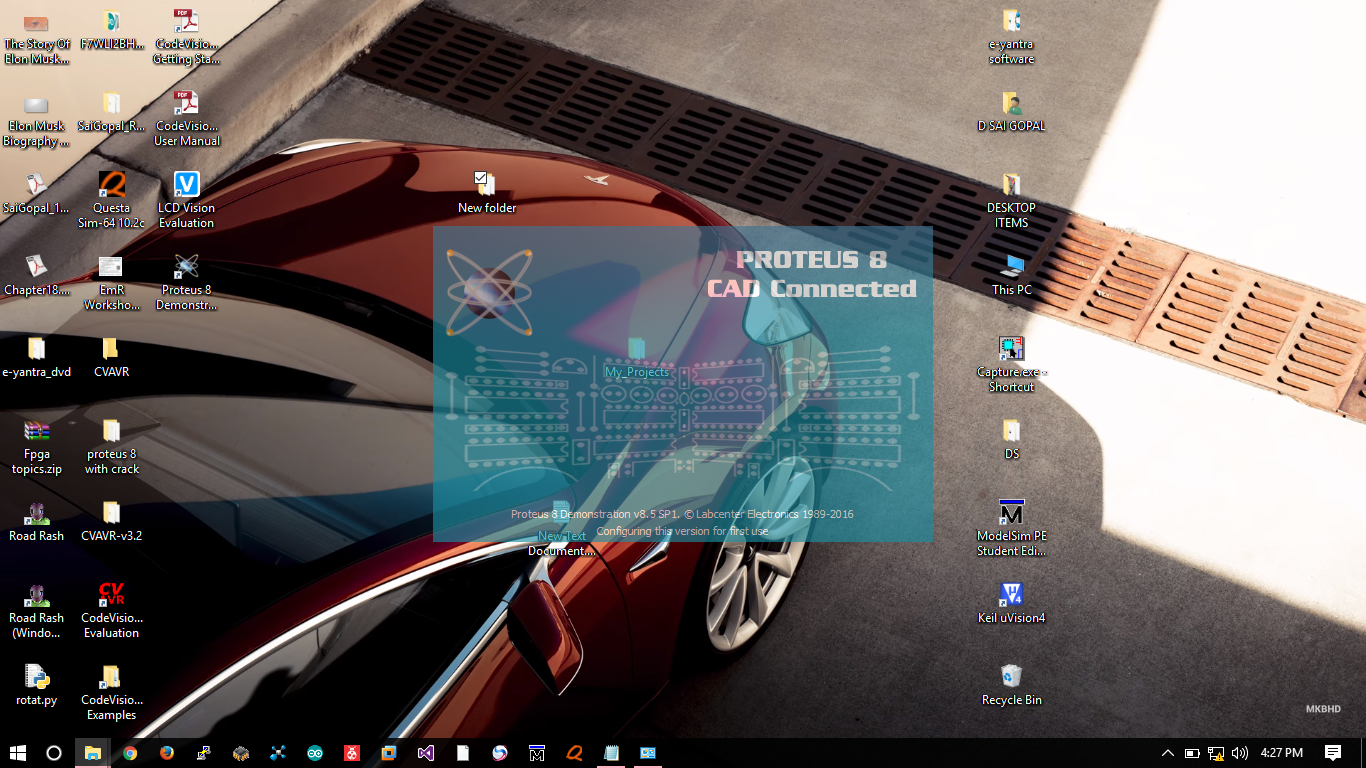 The Story Of
Elon Musk...
F7WLI2BH...
CodeVisio...
Getting Sta...
e-yantra
software
Elon Musk
Biography ...
SaiGopal_R...
CodeVisio...
User Manual
D SAI GOPAL
SaiGopal_1...
Questa
Sim-64 10.2c
LCD Vision
Evaluation
New folder
DESKTOP
ITEMS
PROTEUS 8
CAD Connected
Chapter18....
EmR
Worksho...
Proteus 8
Demonstr...
This PC
e-yantra_dvd
CVAVR
My_Projects
Capture.exe -
Shortcut
Fpga
topics.zip
proteus 8
with crack
DS
Proteus 8 Demonstration v8.5 SP1. © Labcenter Electronics 1989-2016
Configuring this version for first use
Road Rash
CVAVR-v3.2
New Text
Document....
ModelSim PE
Student Edi...
Road Rash
(Windo...
CodeVisio...
Evaluation
Keil uVision4
rotat.py
CodeVisio...
Examples
Recycle Bin
MKBHD
4:27 PM